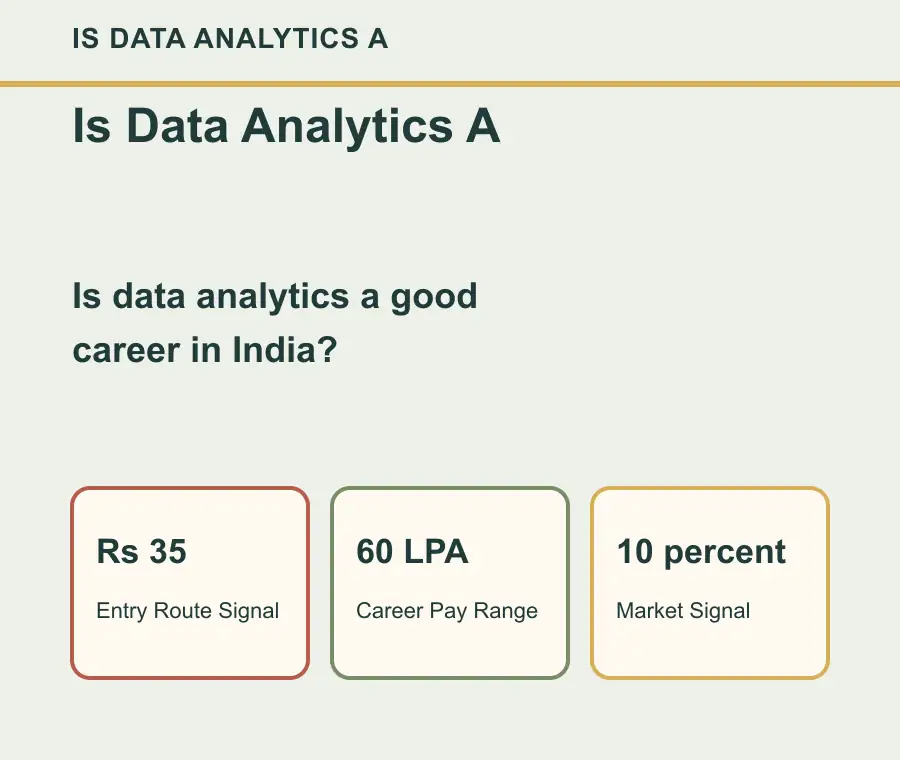 IS DATA ANALYTICS A
Is Data Analytics A
Is data analytics a good
career in India?
Rs 35
Entry Route Signal
60 LPA
Career Pay Range
10 percent
Market Signal